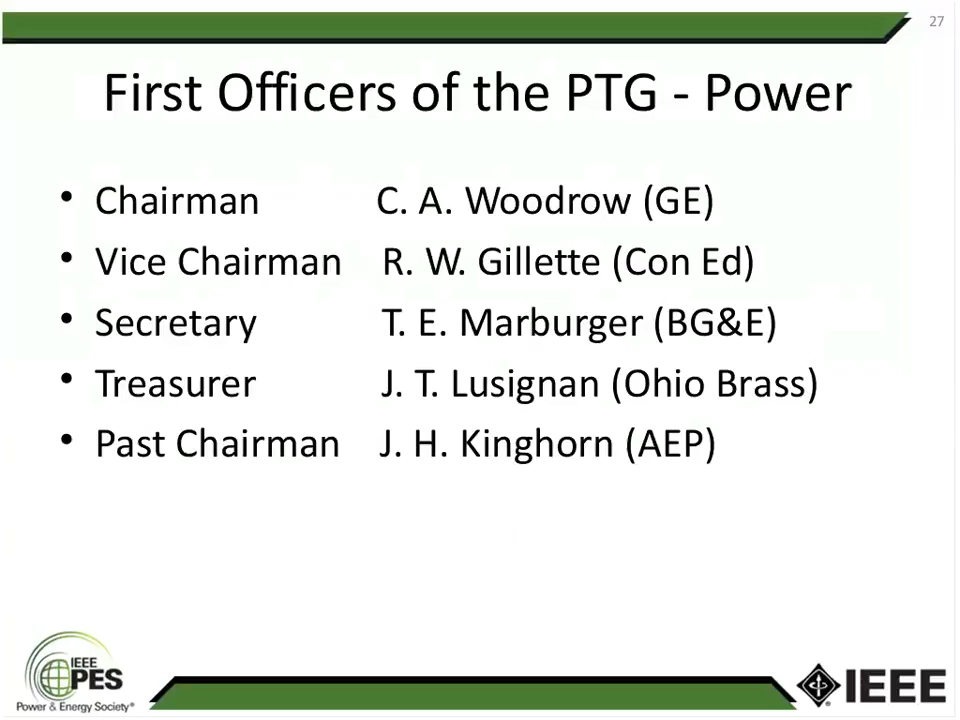 27
First Officers of the PTG - Power
• Chairman C. A. Woodrow (GE)
• Vice Chairman R. W. Gillette (Con Ed)
• Secretary T. E. Marburger (BG&E)
• Treasurer J. T. Lusignan (Ohio Brass)
• Past Chairman J. H. Kinghorn (AEP)
IEEE
PES
Power & Energy Society®
IEEE